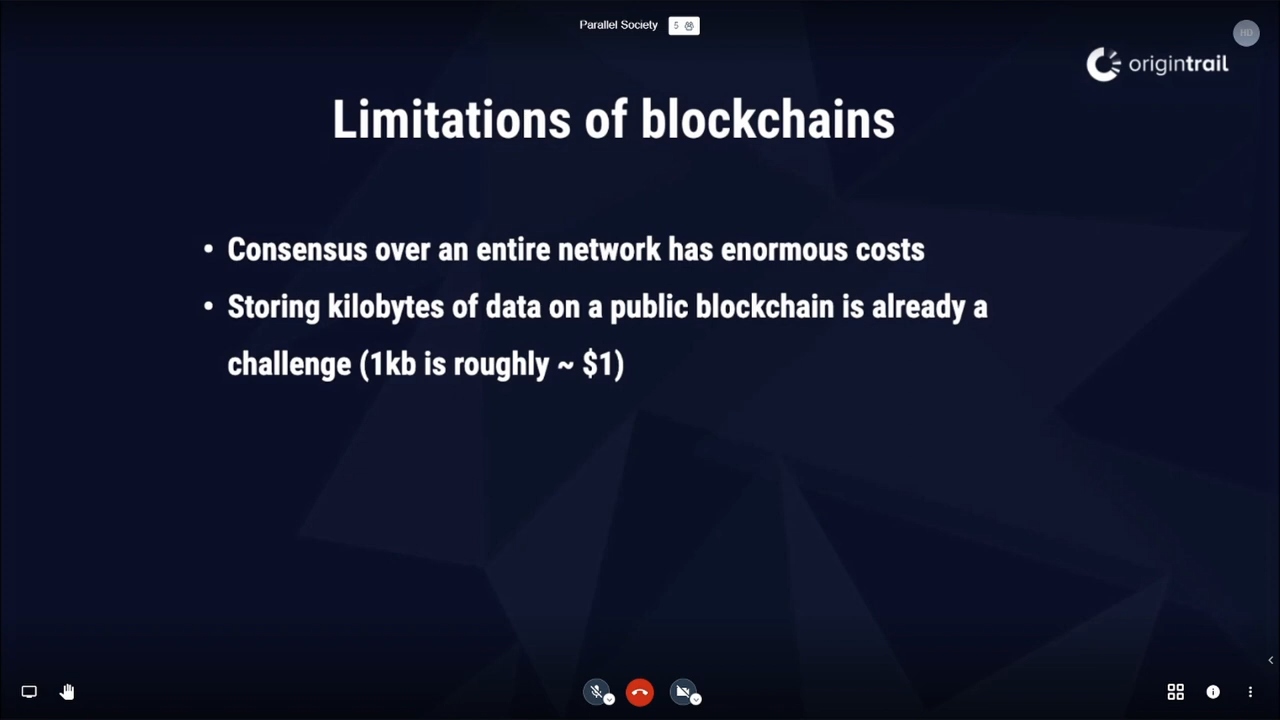 Parallel Society 5
HD
origintrail
Limitations of blockchains
• Consensus over an entire network has enormous costs
• Storing kilobytes of data on a public blockchain is already a
challenge (1kb is roughly ~ $1)